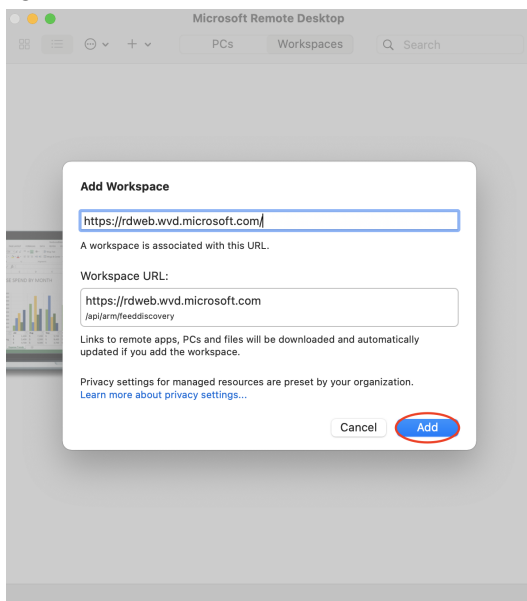 Microsoft Remote Desktop
PCs Workspaces Search
Add Workspace
https://rdweb.wvd.microsoft.com/
A workspace is associated with this URL.
Workspace URL:
https://rdweb.wvd.microsoft.com
/api/arm/feeddiscovery
Links to remote apps, PCs and files will be downloaded and automatically
updated if you add the workspace.
Privacy settings for managed resources are preset by your organization.
Learn more about privacy settings...
Cancel Add